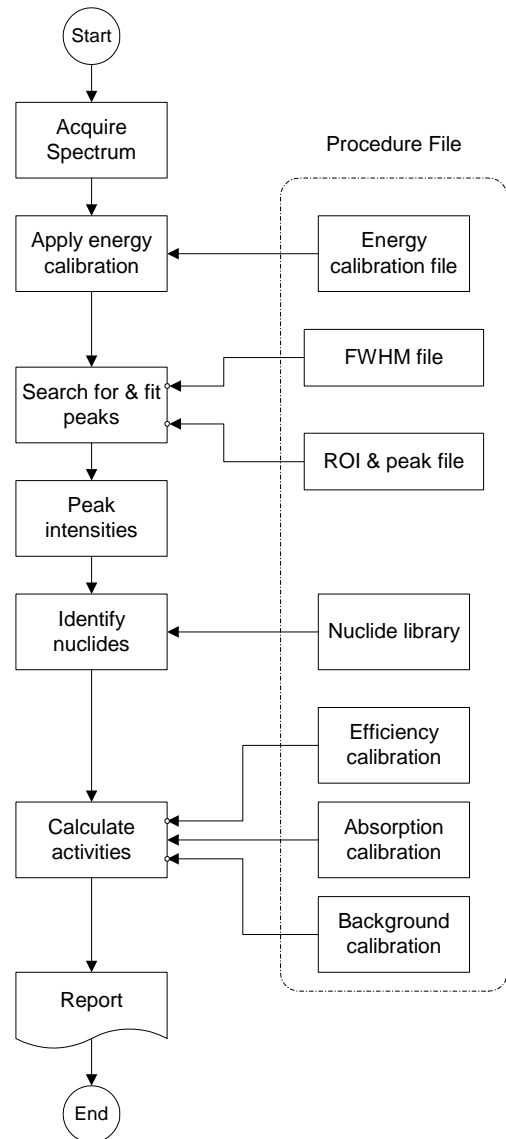 Start
Acquire
Spectrum
Procedure File
Apply energy
calibration
Energy
calibration file
FWHM file
Search for & fit
peaks
ROI & peak file
Peak
intensities
Identify
nuclides
Nuclide library
Efficiency
calibration
Calculate
activities
Absorption
calibration
Background
calibration
Report
End